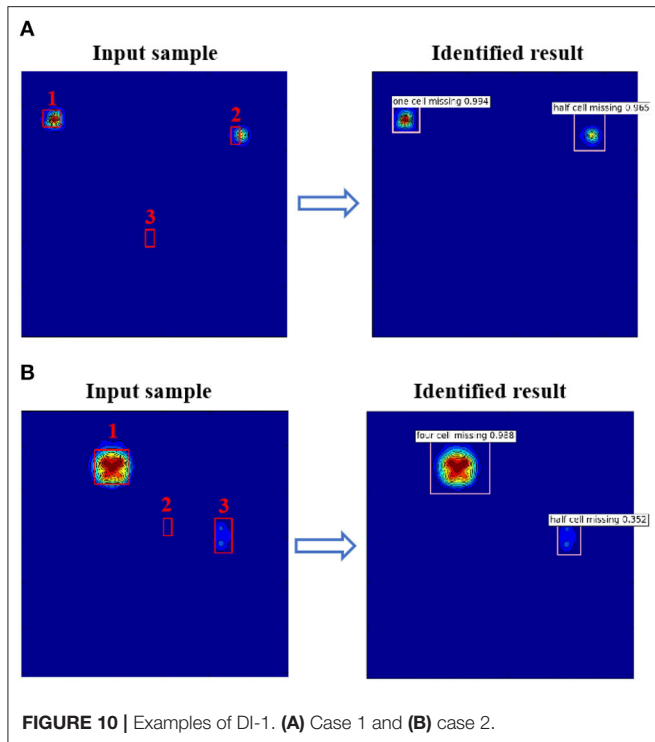 A
Input sample
Identified result
1
2
3
one cell missing 0.994
half cell missing 0.965
B
Input sample
Identified result
1
2
3
four cell missing 0.988
half cell missing 0.352
FIGURE 10 | Examples of DI-1. (A) Case 1 and (B) case 2.